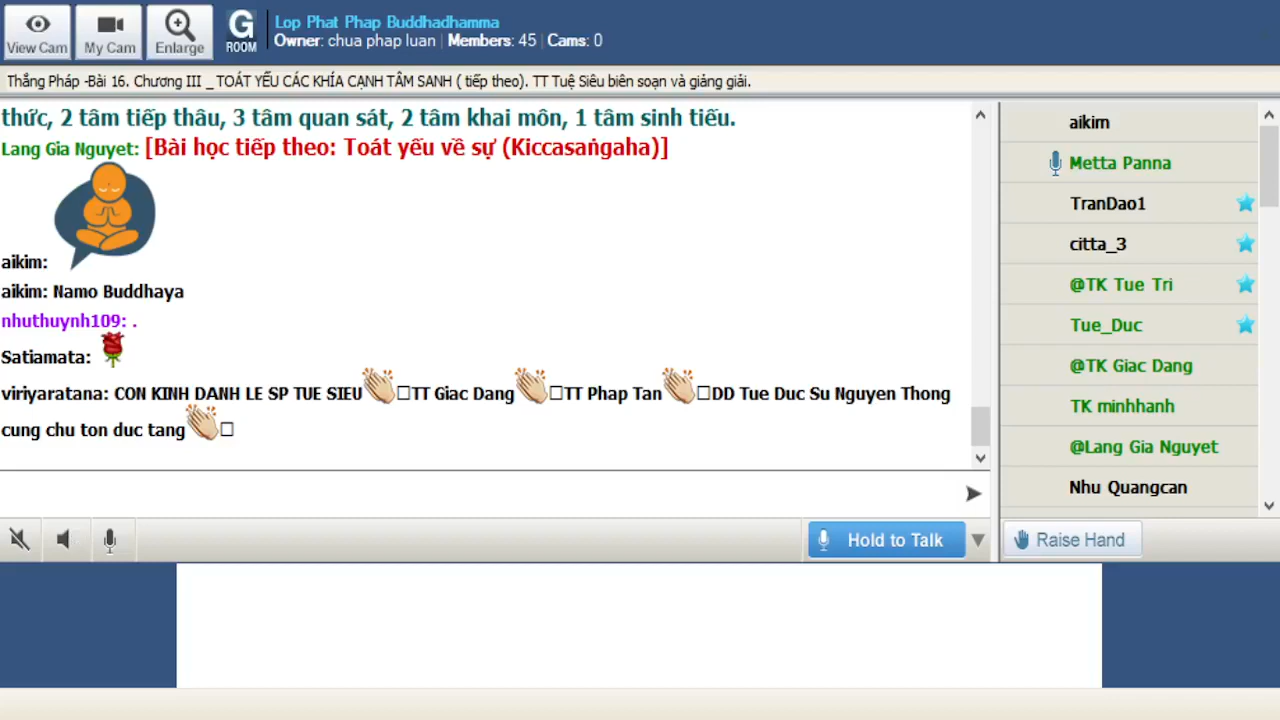 View Cam
My Cam
Enlarge
G
ROOM
Lop Phat Phap Buddhadhamma
Owner: chua phap luan | Members: 45 | Cams: 0
Thắng Pháp -Bài 16. Chương III _ TOÁT YẾU CÁC KHÍA CẠNH TÂM SANH ( tiếp theo). TT Tuệ Siêu biên soạn và giảng giải.
thức, 2 tâm tiếp thâu, 3 tâm quan sát, 2 tâm khai môn, 1 tâm sinh tiếu.
Lang Gia Nguyet: [Bài học tiếp theo: Toát yếu về sự (Kiccasaṅgaha)]
aikim:
aikim: Namo Buddhaya
nhuthuynh109: .
Satiamata:
viriyaratana: CON KINH DANH LE SP TUE SIEU TT Giac Dang TT Phap Tan DD Tue Duc Su Nguyen Thong
cung chu ton duc tang
aikim
Metta Panna
TranDao1
citta_3
@TK Tue Tri
Tue_Duc
@TK Giac Dang
TK minhhanh
@Lang Gia Nguyet
Nhu Quangcan
Hold to Talk
Raise Hand